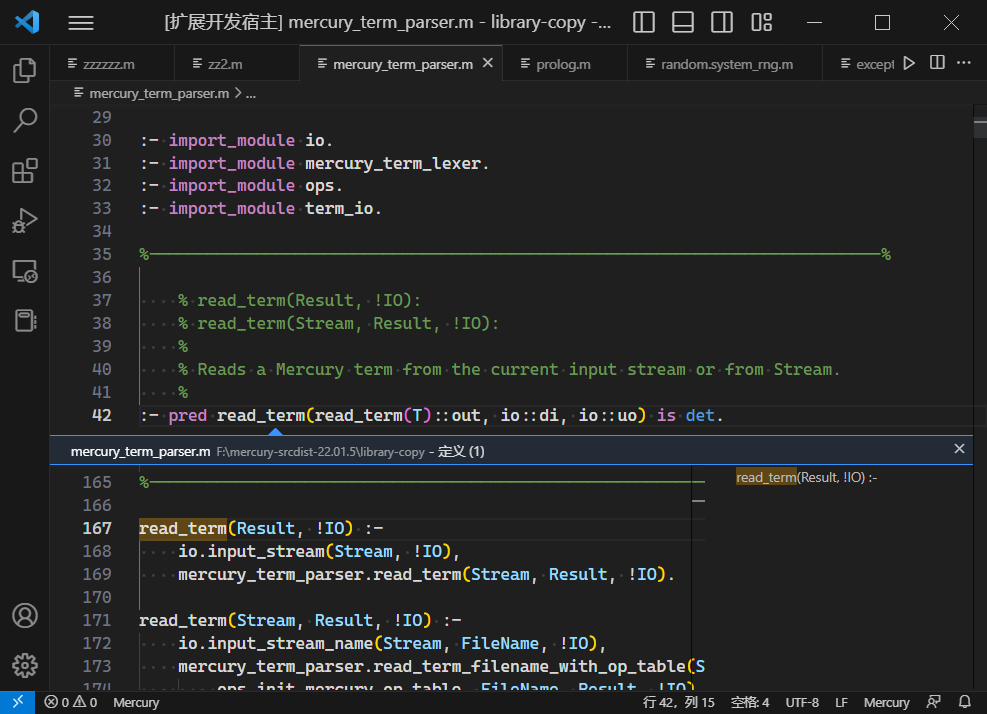 [扩展开发宿主] mercury_term_parser.m - library-copy -...
zzzzzz.m
zz2.m
mercury_term_parser.m
prolog.m
random.system_rng.m
except
mercury_term_parser.m > ...
29
30 :- import_module io.
31 :- import_module mercury_term_lexer.
32 :- import_module ops.
33 :- import_module term_io.
34
35 %---------------------------------------------------------------------------%
36
37 % read_term(Result, !IO):
38 % read_term(Stream, Result, !IO):
39 %
40 % Reads a Mercury term from the current input stream or from Stream.
41 %
42 :- pred read_term(read_term(T)::out, io::di, io::uo) is det.
mercury_term_parser.m F:\mercury-srcdist-22.01.5\library-copy - 定义 (1)
165 %---------------------------------------------------------
166
167 read_term(Result, !IO) :-
168 io.input_stream(Stream, !IO),
169 mercury_term_parser.read_term(Stream, Result, !IO).
170
171 read_term(Stream, Result, !IO) :-
172 io.input_stream_name(Stream, FileName, !IO),
173 mercury_term_parser.read_term_filename_with_op_table(S
174 ops.init_mercury_op_table, FileName, Result, !IO)
read_term(Result, !IO) :-
0 0 Mercury
行 42, 列 15 空格: 4 UTF-8 LF Mercury